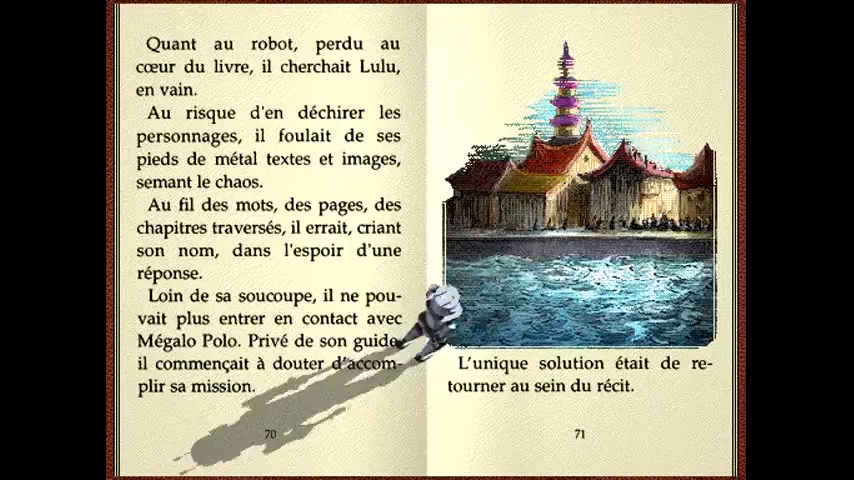 Quant au robot, perdu au
cœur du livre, il cherchait Lulu,
en vain.
Au risque d'en déchirer les
personnages, il foulait de ses
pieds de métal textes et images,
semant le chaos.
Au fil des mots, des pages, des
chapitres traversés, il errait, criant
son nom, dans l'espoir d'une
réponse.
Loin de sa soucoupe, il ne pou-
vait plus entrer en contact avec
Mégalo Polo. Privé de son guide
il commençait à douter d'accom-
plir sa mission.
70
L'unique solution était de re-
tourner au sein du récit.
71